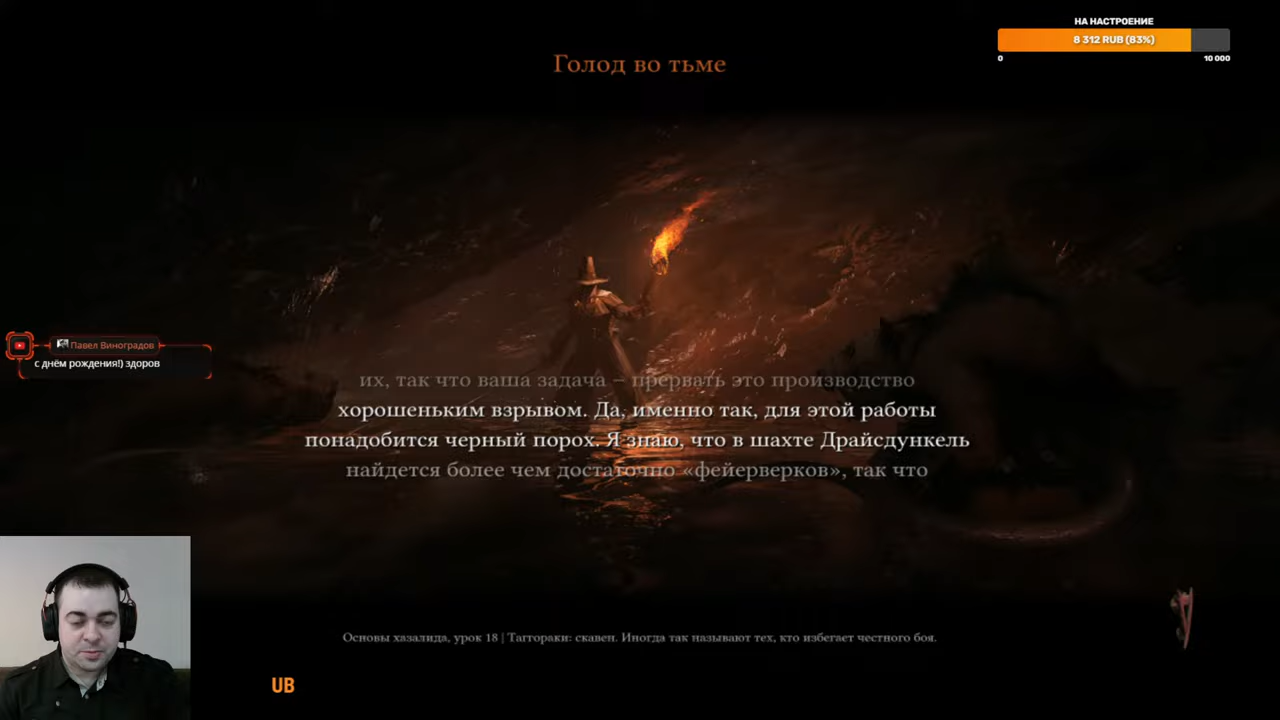 НА НАСТРОЕНИЕ
8 312 RUB (83%)
0 10 000
Голод во тьме
Павел Виноградов
с днём рождения!) здоров
их, так что ваша задача – прервать это производство
хорошеньким взрывом. Да, именно так, для этой работы
понадобится черный порох. Я знаю, что в шахте Драйсдункель
найдется более чем достаточно «фейерверков», так что
Основы хазалида, урок 18 | Таггораки: скавен. Иногда так называют тех, кто избегает честного боя.
UB